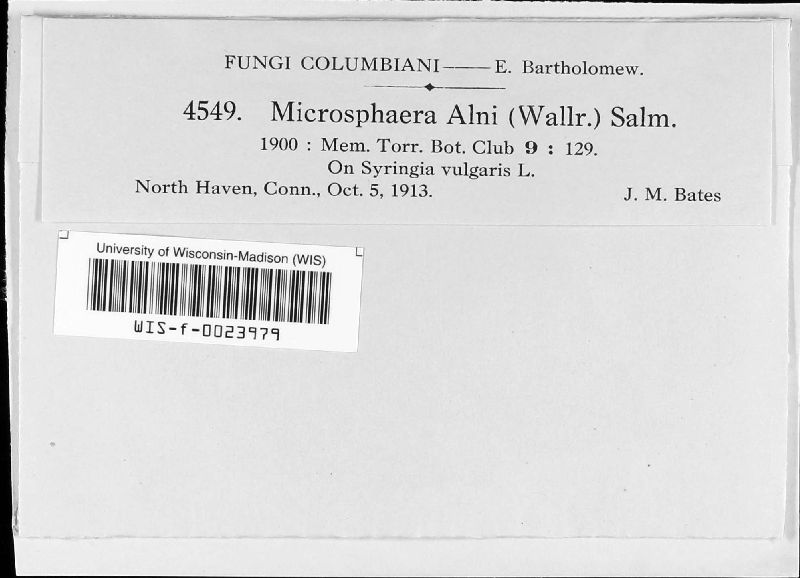 FUNGI COLUMBIANI—— E. Bartholomew.
4549. Microsphaera Alni (Wallr.) Salm.
1900 : Mem. Torr. Bot. Club 9 : 129.
On Syringia vulgaris L.
North Haven, Conn., Oct. 5, 1913. J. M. Bates
University of Wisconsin-Madison (WIS)
WIS-f-0023979